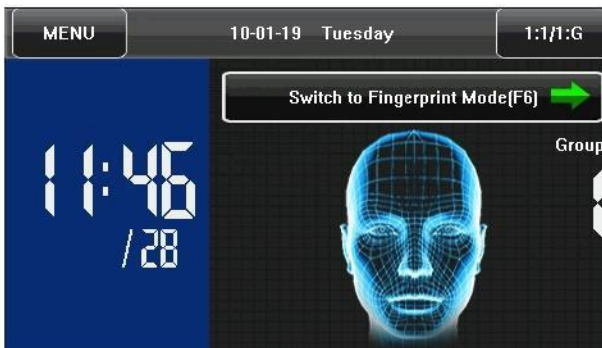 MENU
10-01-19 Tuesday
1:1/1:G
Switch to Fingerprint Mode(F6)
Group
11:46
/28